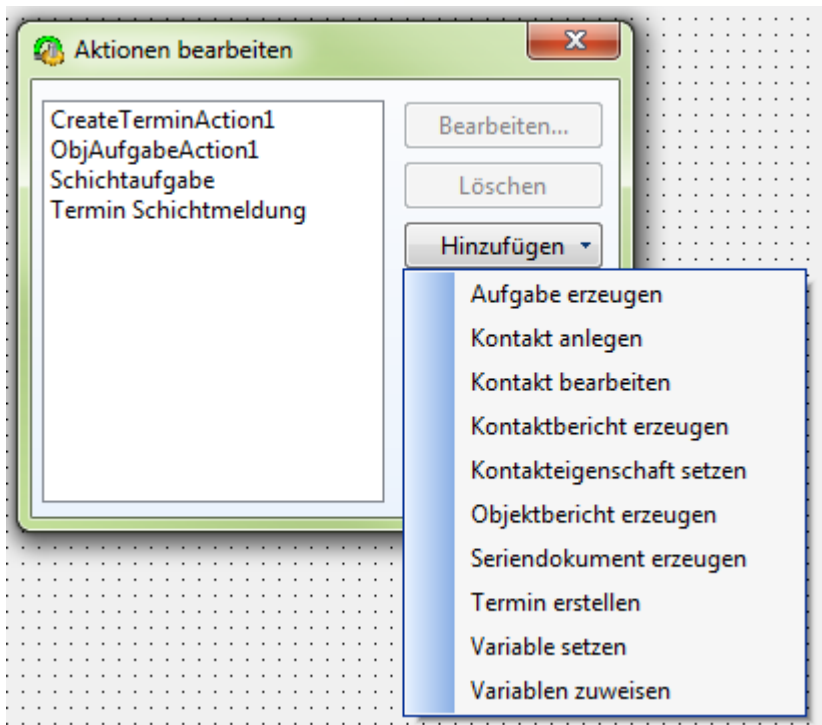 Aktionen bearbeiten
CreateTerminAction1
ObjAufgabeAction1
Schichtaufgabe
Termin Schichtmeldung
Bearbeiten...
Löschen
Hinzufügen
Aufgabe erzeugen
Kontakt anlegen
Kontakt bearbeiten
Kontaktbericht erzeugen
Kontakteigenschaft setzen
Objektbericht erzeugen
Seriendokument erzeugen
Termin erstellen
Variable setzen
Variablen zuweisen